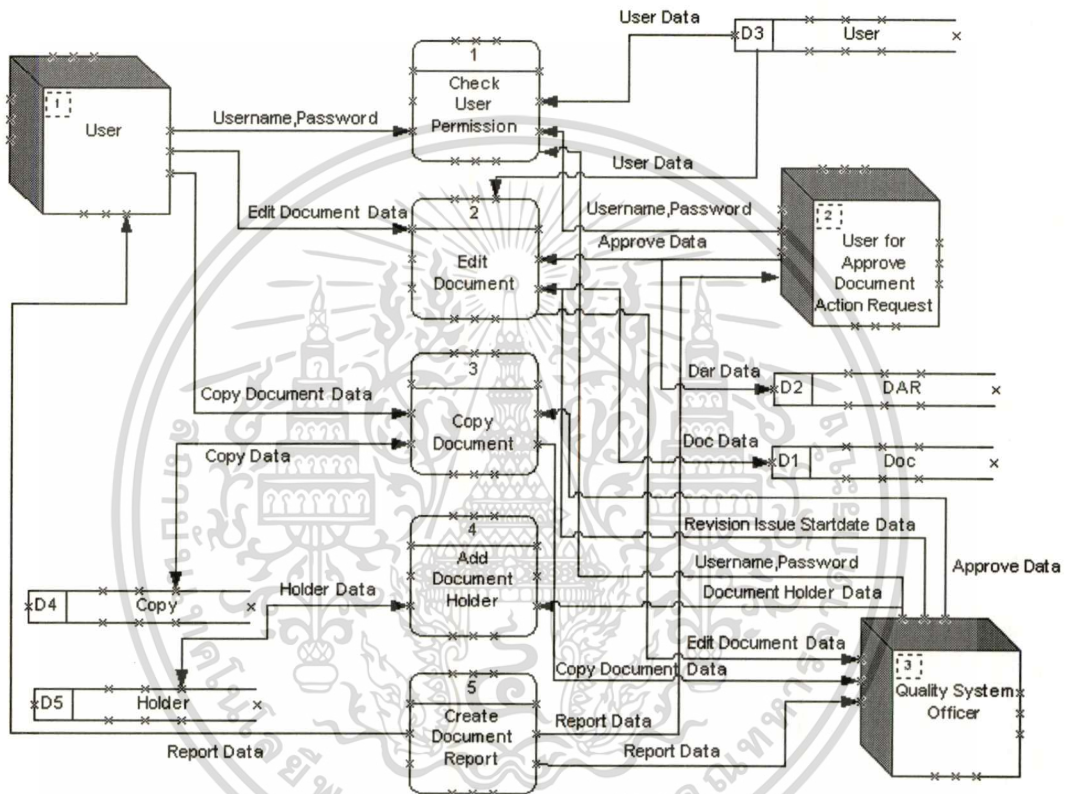 User Data
D3 User
1
Check
User
Permission
1
User
Username,Password
User Data
2
Edit
Document
Edit Document Data
Username,Password
Approve Data
2
User for
Approve
Document
Action Request
3
Copy
Document
Copy Document Data
Copy Data
Dar Data
D2 DAR
Doc Data
D1 Doc
4
Add
Document
Holder
Revision Issue Startdate Data
Username,Password
Approve Data
Document Holder Data
Holder Data
D4 Copy
D5 Holder
Edit Document Data
Copy Document Data
3
Quality System
Officer
5
Create
Document
Report
Report Data
Report Data
Report Data